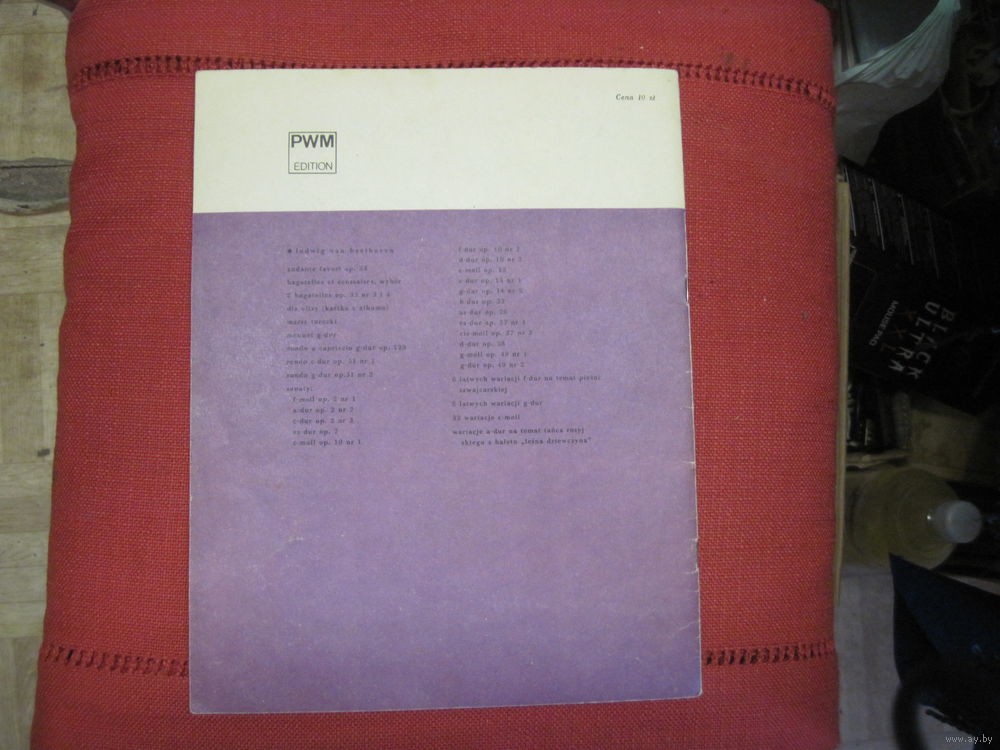 Cena 10 zł
PWM
EDITION
ludwig van beethoven
andante favori op.
bagatelles et ecossaises, wybór
2 bagatelles op. 33 nr 3 i 6
dla elizy (kartka z albumu)
marsz turecki
menuet g-dur
rondo a capriccio g-dur op. 129
rondo c-dur op. 51 nr 1
rondo g-dur op.51 nr 2
sonaty:
f-moll op. 2 nr 1
a-dur op. 2 nr 2
c-dur op. 2 nr 3
es-dur op. 7
c-moll op. 10 nr 1
f-dur op. 10 nr 2
d-dur op. 10 nr 3
c-moll op. 13
e-dur op. 14 nr 1
g-dur op. 14 nr 2
b-dur op. 22
as-dur op. 26
es-dur op. 27 nr 1
cis-moll op. 27 nr 2
d-dur op. 28
g-moll op. 49 nr 1
g-dur op. 49 nr 2
6 łatwych wariacji f-dur na temat pieśni
szwajcarskiej
6 łatwych wariacji g-dur
32 wariacje c-moll
wariacje a-dur na temat tańca rosyj
skiego z baletu „leśna dziewczyna"
BLACK
ULTRA
MOUSE PAD
www.ay.by